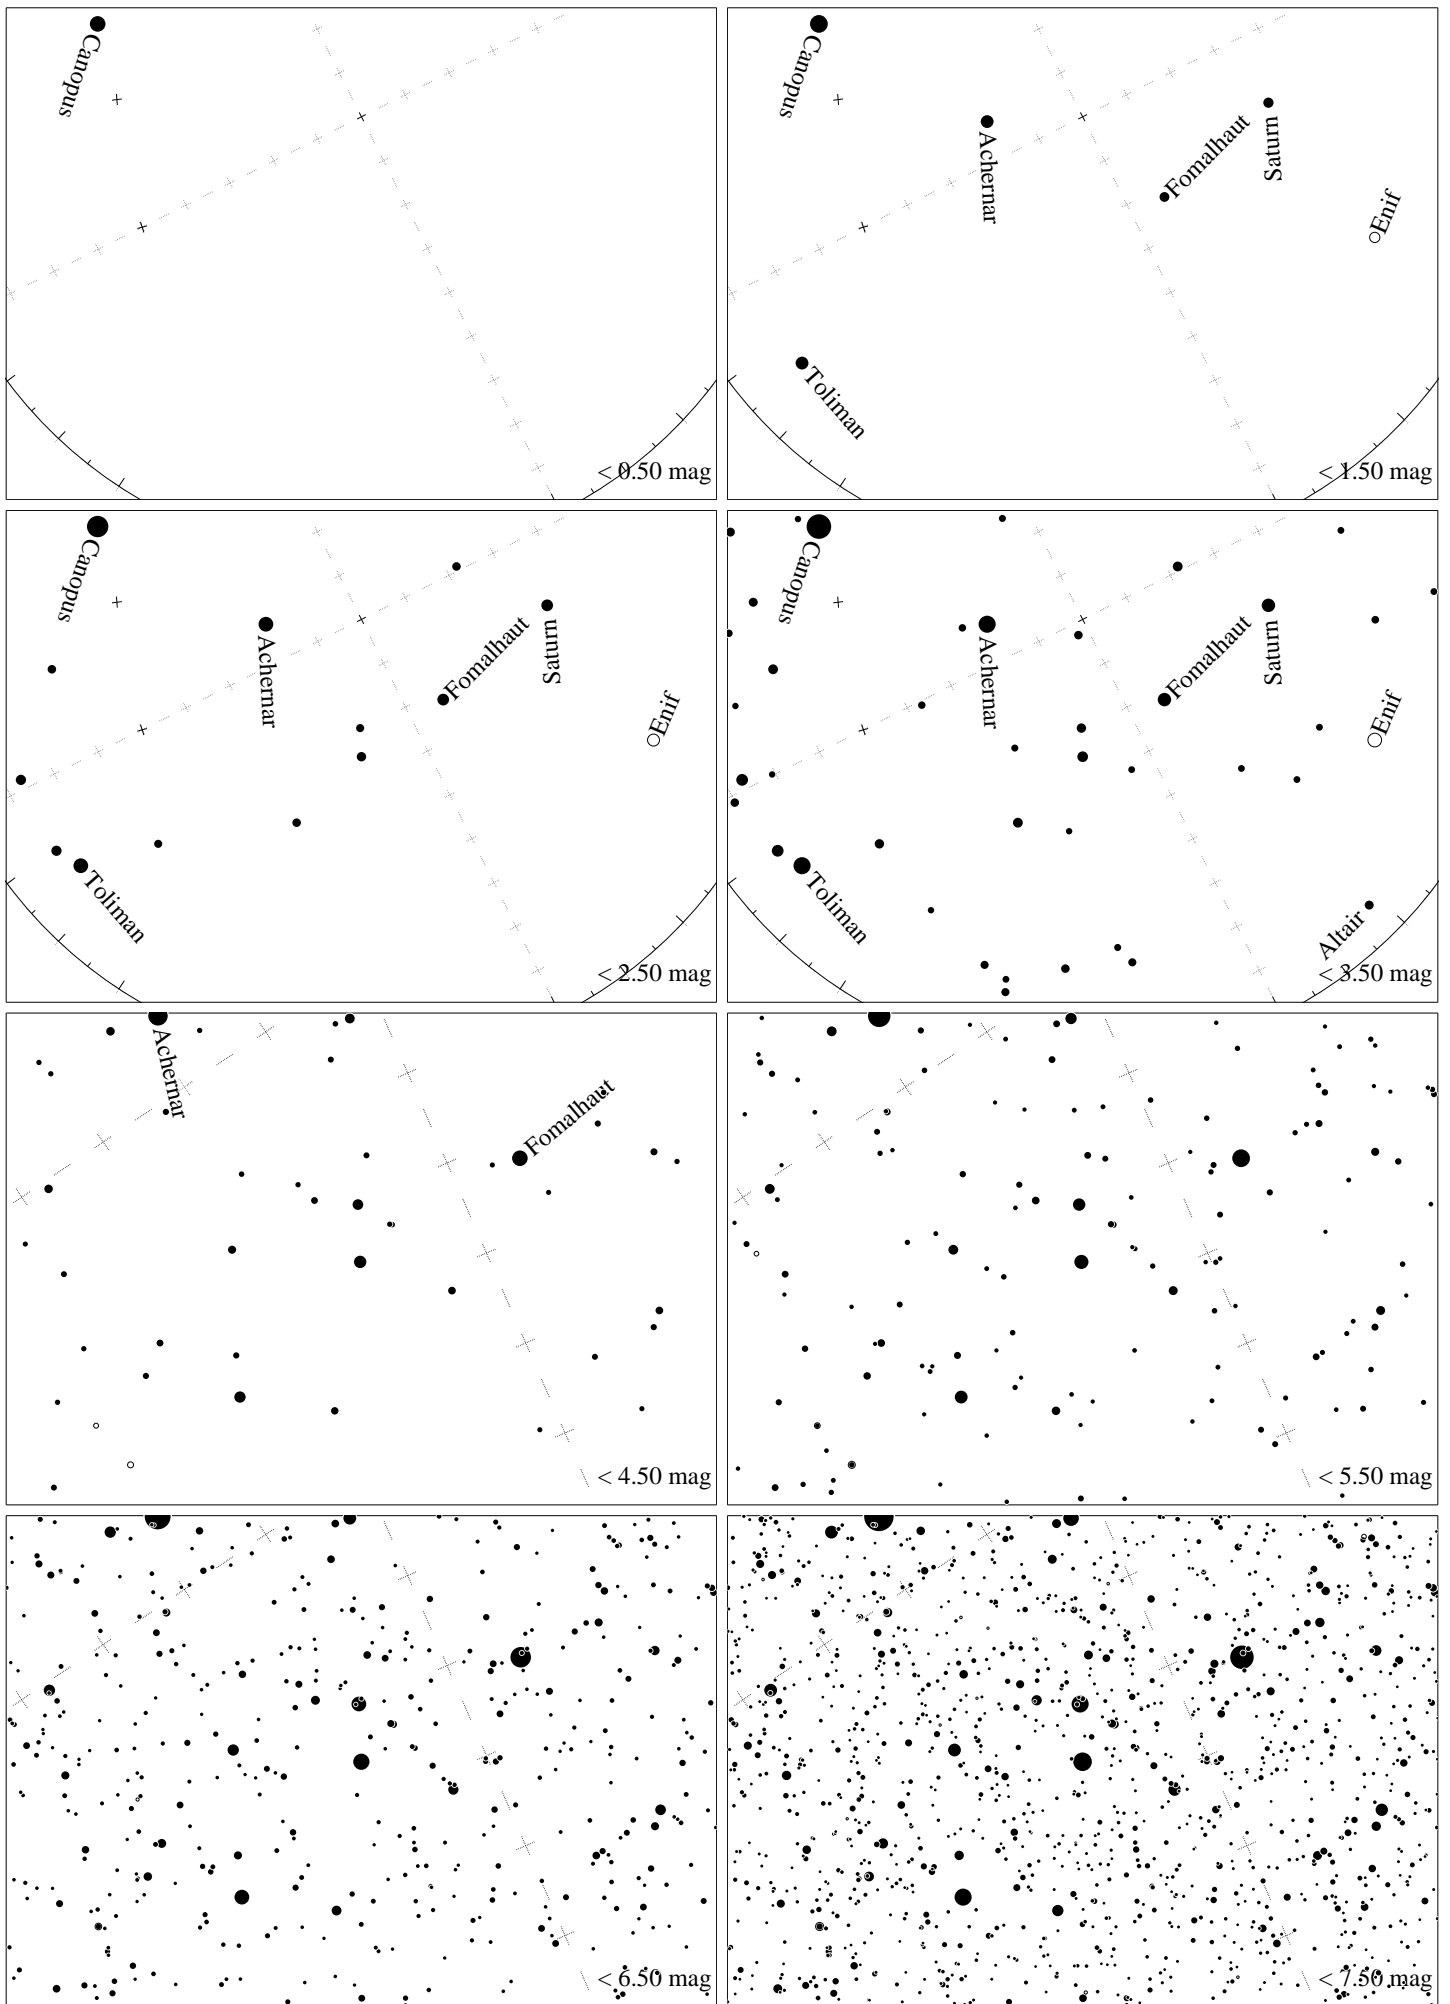 Canopus
< 0.50 mag
Canopus
Achernar
Fomalhaut
Saturn
Enif
Toliman
< 1.50 mag
Canopus
Achernar
Fomalhaut
Saturn
Enif
Toliman
< 2.50 mag
Canopus
Achernar
Fomalhaut
Saturn
Enif
Toliman
Altair
< 3.50 mag
Achernar
Fomalhaut
< 4.50 mag
< 5.50 mag
< 6.50 mag
< 7.50 mag